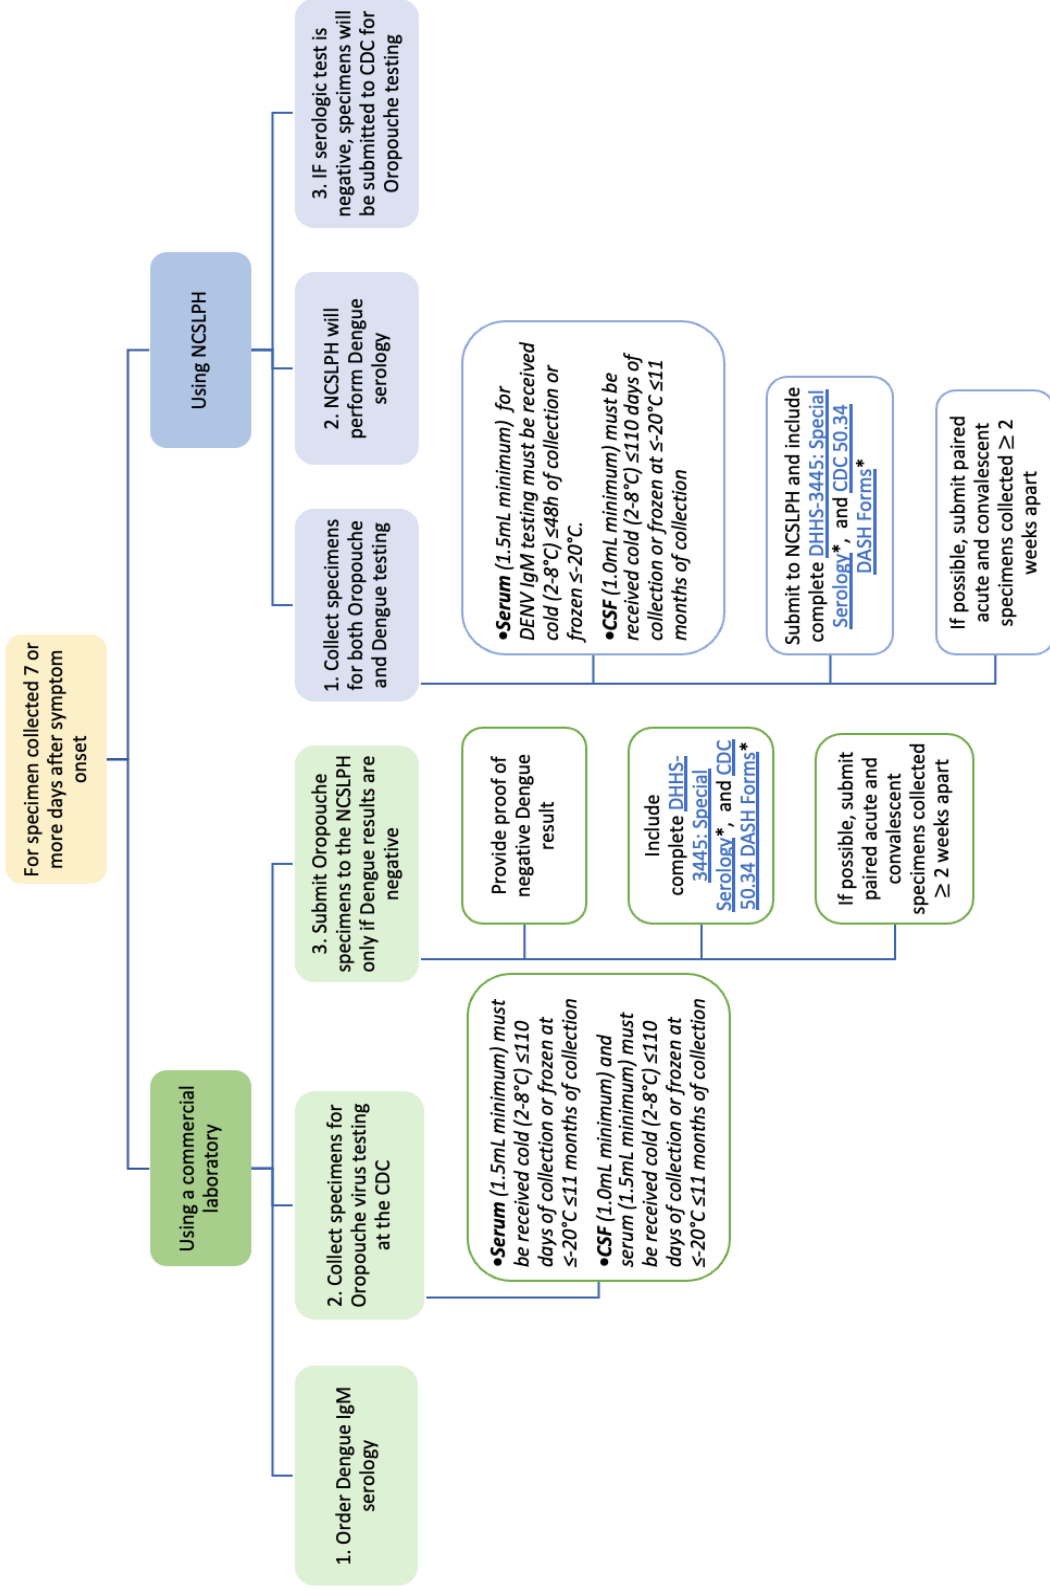 For specimen collected 7 or
more days after symptom
onset
Using a commercial
laboratory
1. Order Dengue IgM
serology
2. Collect specimens for
Oropouche virus testing
at the CDC
•Serum (1.5mL minimum) must
be received cold (2-8°C) ≤110
days of collection or frozen at
≤-20°C ≤11 months of collection
•CSF (1.0mL minimum) and
serum (1.5mL minimum) must
be received cold (2-8°C) ≤110
days of collection or frozen at
≤-20°C ≤11 months of collection
3. Submit Oropouche
specimens to the NCSLPH
only if Dengue results are
negative
Provide proof of
negative Dengue
result
Include
complete DHHS-
3445: Special
Serology*, and CDC
50.34 DASH Forms*
If possible, submit
paired acute and
convalescent
specimens collected
≥ 2 weeks apart
Using NCSLPH
1. Collect specimens
for both Oropouche
and Dengue testing
•Serum (1.5mL minimum) for
DENV IgM testing must be received
cold (2-8°C) ≤48h of collection or
frozen ≤-20°C.
•CSF (1.0mL minimum) must be
received cold (2-8°C) ≤110 days of
collection or frozen at ≤-20°C ≤11
months of collection
Submit to NCSLPH and include
complete DHHS-3445: Special
Serology*, and CDC 50.34
DASH Forms*
If possible, submit paired
acute and convalescent
specimens collected ≥ 2
weeks apart
2. NCSLPH will
perform Dengue
serology
3. IF serologic test is
negative, specimens will
be submitted to CDC for
Oropouche testing